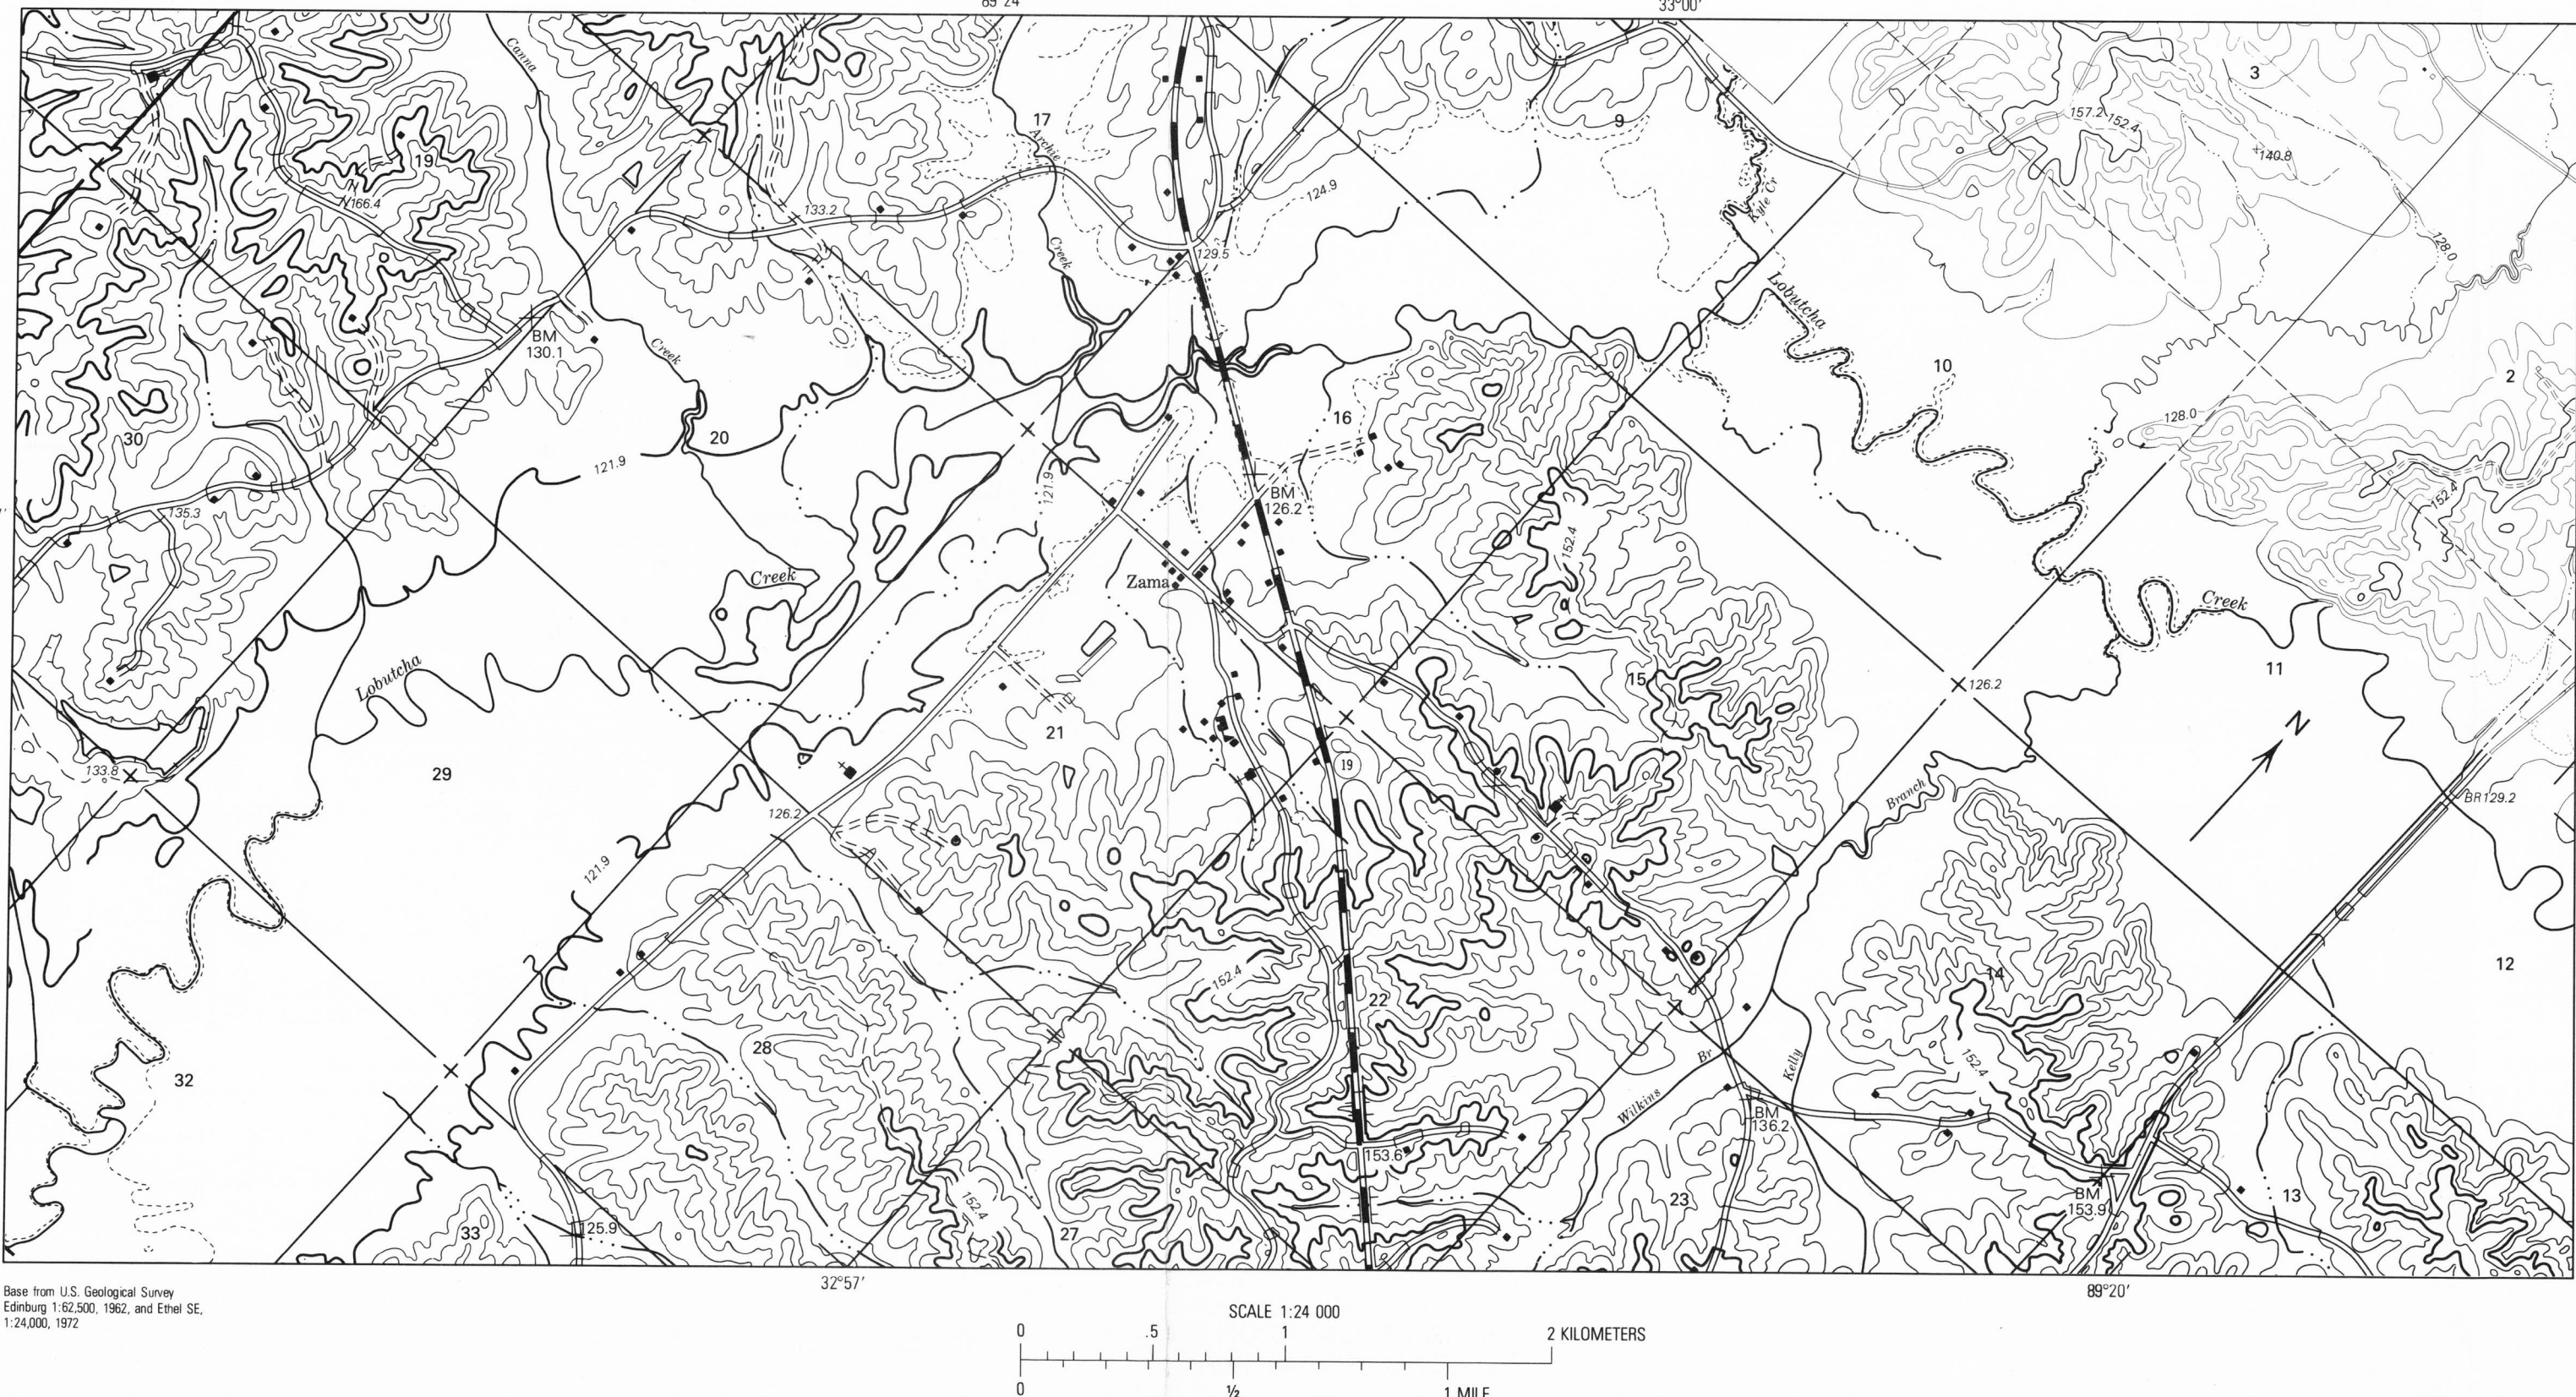 89°24'
33°00'
Canna
3
17
9
157.2
152.4
Archie
140.8
19
166.4
124.9
Kyle Cr
133.2
128.0
Creek
129.5
Lobutcha
BM
130.1
Creek
10
2
16
128.0
30
20
121.9
121.9
BM
126.2
152.4
135.3
152.4
Creek
Zama
Creek
Lobutcha
11
15
126.2
N
21
133.8
29
19
Branch
BR129.2
126.2
121.9
12
14
152.4
22
28
152.4
32
Br
Kelly
Wilkins
BM
136.2
153.6
152.4
BM
153.9
13
23
33
125.9
27
Base from U.S. Geological Survey
Edinburg 1:62,500, 1962, and Ethel SE,
1:24,000, 1972
32°57'
89°20'
SCALE 1:24 000
0 .5 1 2 KILOMETERS
0 ½ 1 MILE